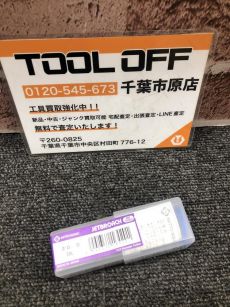 TOOL OFF
0120-545-673 千葉市原店
工具買取強化中！！
新品・中古・ジャンク買取可能 宅配査定・出張査定・LINE査定
無料で査定いたします！
〒260-0825
千葉県千葉市中央区村田町 776-12
JETBROACH